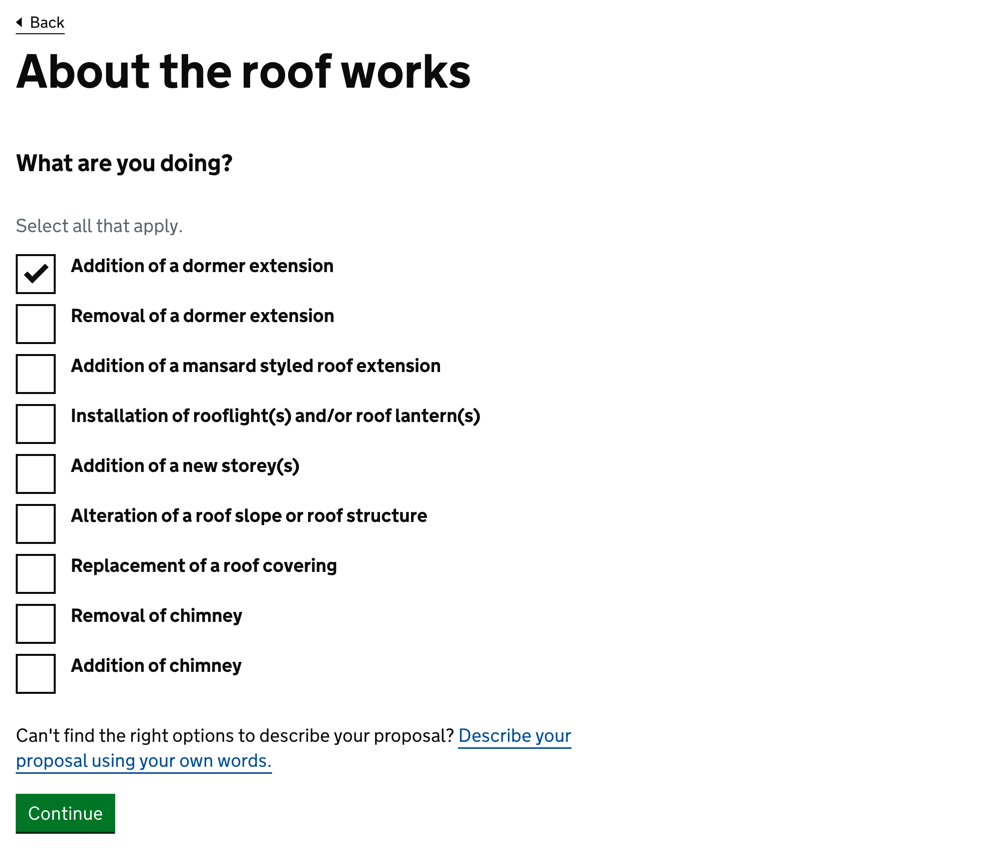 Back
About the roof works
What are you doing?
Select all that apply.
Addition of a dormer extension
Removal of a dormer extension
Addition of a mansard styled roof extension
Installation of rooflight(s) and/or roof lantern(s)
Addition of a new storey(s)
Alteration of a roof slope or roof structure
Replacement of a roof covering
Removal of chimney
Addition of chimney
Can't find the right options to describe your proposal? Describe your
proposal using your own words.
Continue